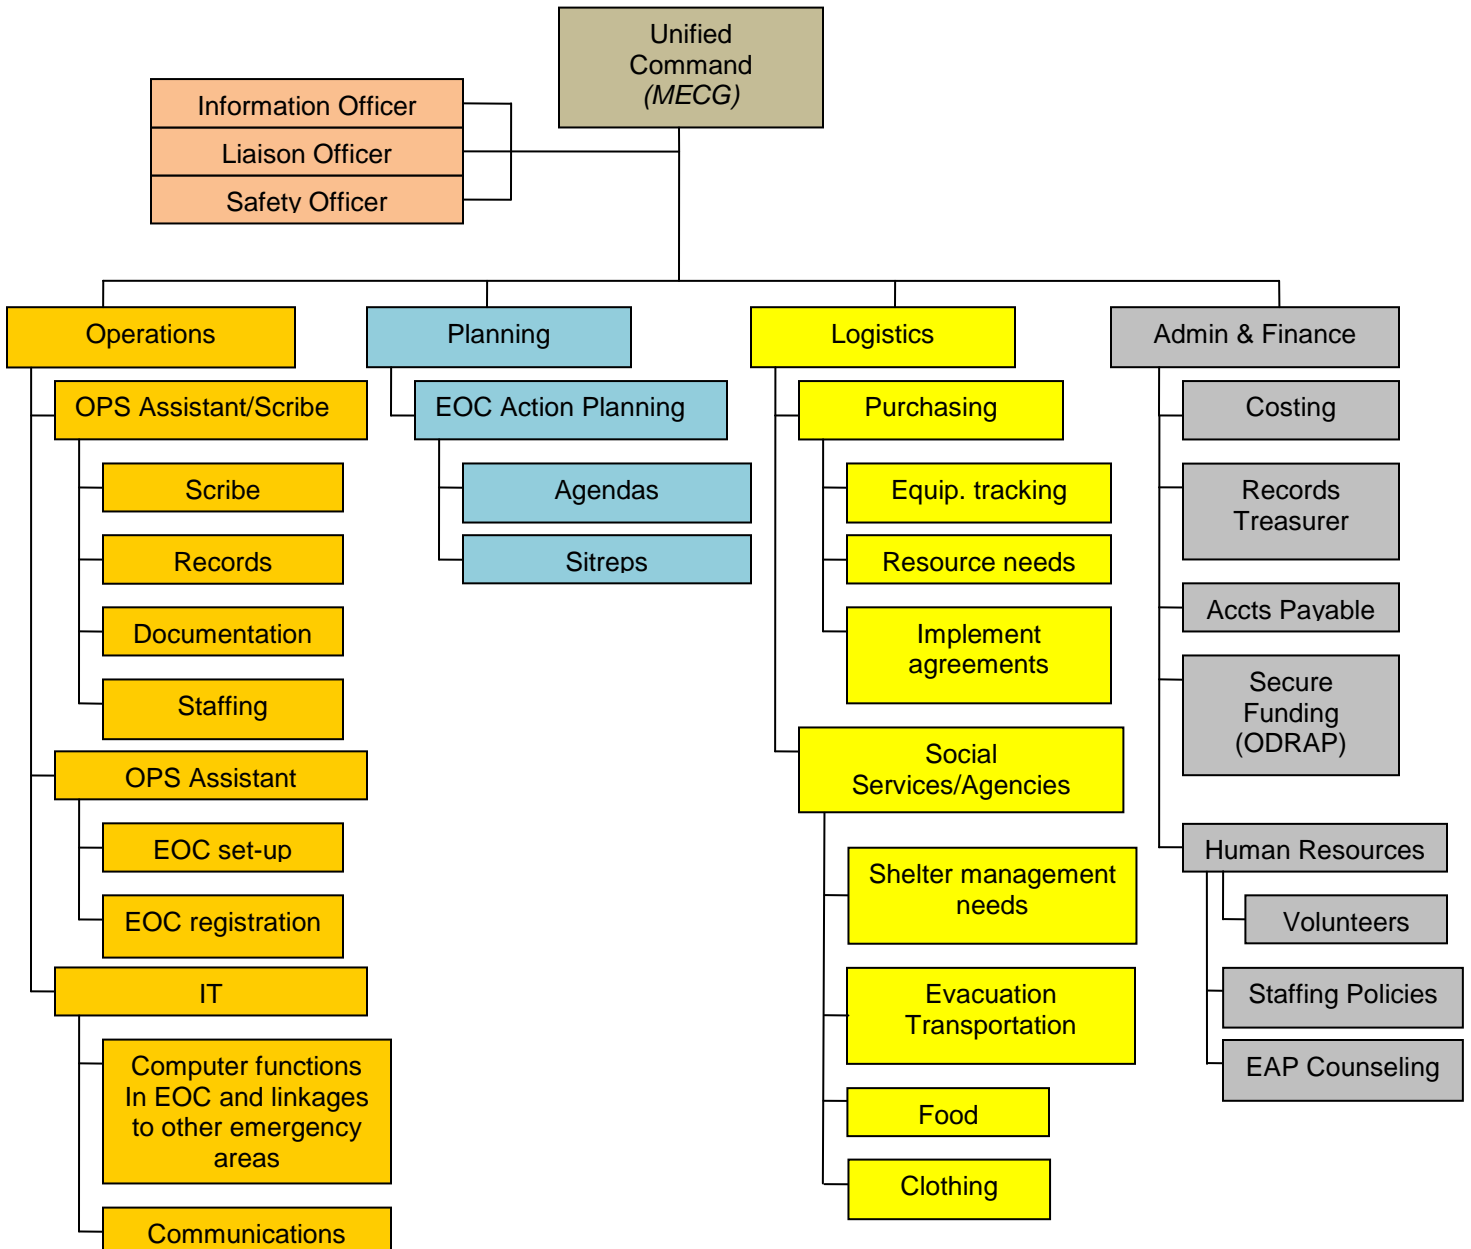 Unified
Command
(MECG)
Information Officer
Liaison Officer
Safety Officer
Operations
OPS Assistant/Scribe
Scribe
Records
Documentation
Staffing
OPS Assistant
EOC set-up
EOC registration
IT
Computer functions
In EOC and linkages
to other emergency
areas
Communications
Planning
EOC Action Planning
Agendas
Sitreps
Logistics
Purchasing
Equip. tracking
Resource needs
Implement
agreements
Social
Services/Agencies
Shelter management
needs
Evacuation
Transportation
Food
Clothing
Admin & Finance
Costing
Records
Treasurer
Accts Payable
Secure
Funding
(ODRAP)
Human Resources
Volunteers
Staffing Policies
EAP Counseling